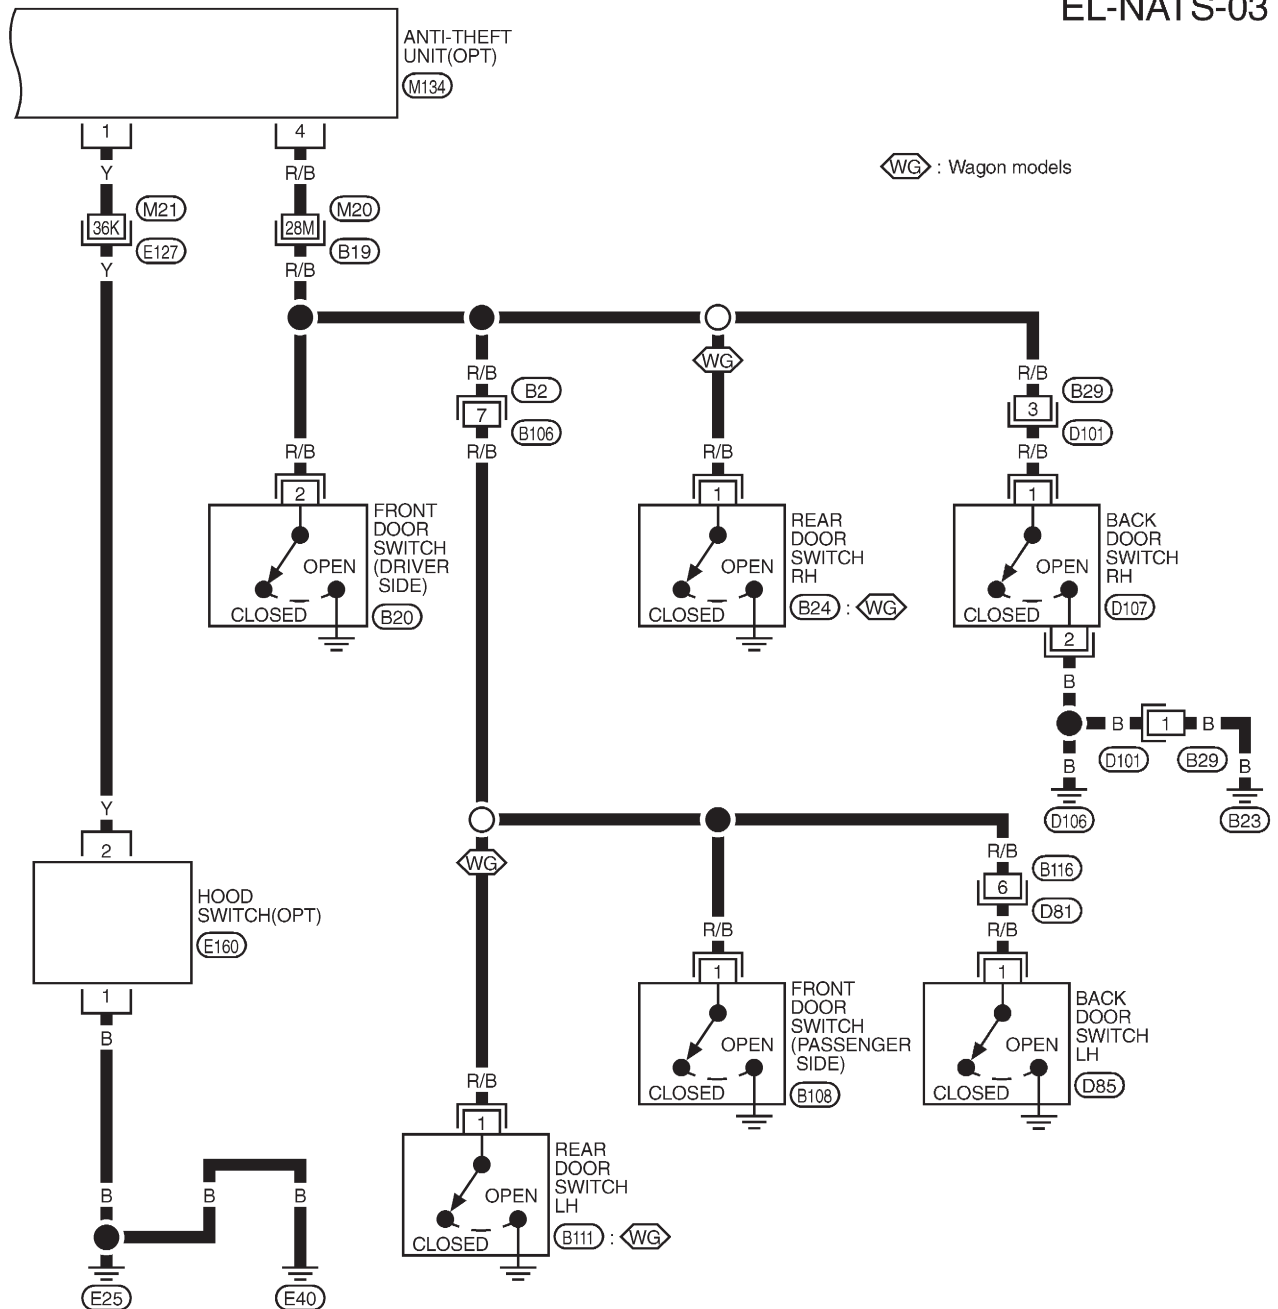 EL-NATS-03
ANTI-THEFT
UNIT(OPT)
M134
1
4
Y
R/B
WG : Wagon models
36K
M21
E127
28M
M20
B19
Y
R/B
WG
R/B
B2
7
B106
R/B
R/B
B29
3
D101
R/B
R/B
R/B
2
FRONT
DOOR
SWITCH
(DRIVER
SIDE)
OPEN
CLOSED
B20
1
REAR
DOOR
SWITCH
RH
OPEN
CLOSED
B24 : WG
1
BACK
DOOR
SWITCH
RH
OPEN
CLOSED
D107
2
B
B
1
B
D101
B29
B
B
D106
B23
Y
2
HOOD
SWITCH(OPT)
E160
1
B
WG
R/B
B116
6
D81
R/B
R/B
1
FRONT
DOOR
SWITCH
(PASSENGER
SIDE)
OPEN
CLOSED
B108
1
BACK
DOOR
SWITCH
LH
OPEN
CLOSED
D85
R/B
1
REAR
DOOR
SWITCH
LH
OPEN
CLOSED
B111 : WG
B
B
B
E25
E40